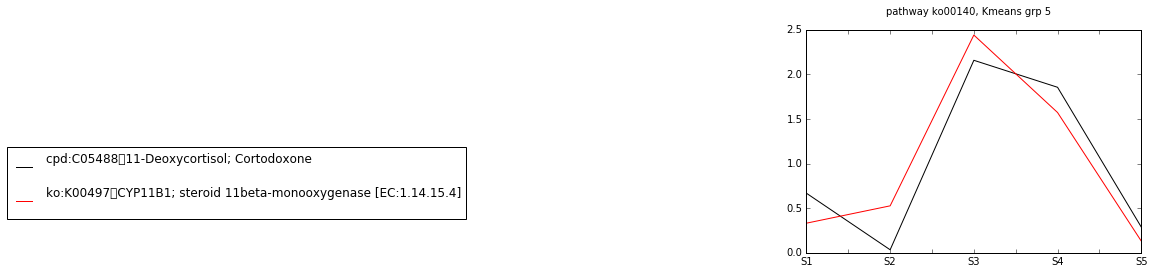 pathway ko00140, Kmeans grp 5
cpd:C05488▯11-Deoxycortisol; Cortodoxone
ko:K00497▯CYP11B1; steroid 11beta-monooxygenase [EC:1.14.15.4]
2.5
2.0
1.5
1.0
0.5
0.0
S1 S2 S3 S4 S5